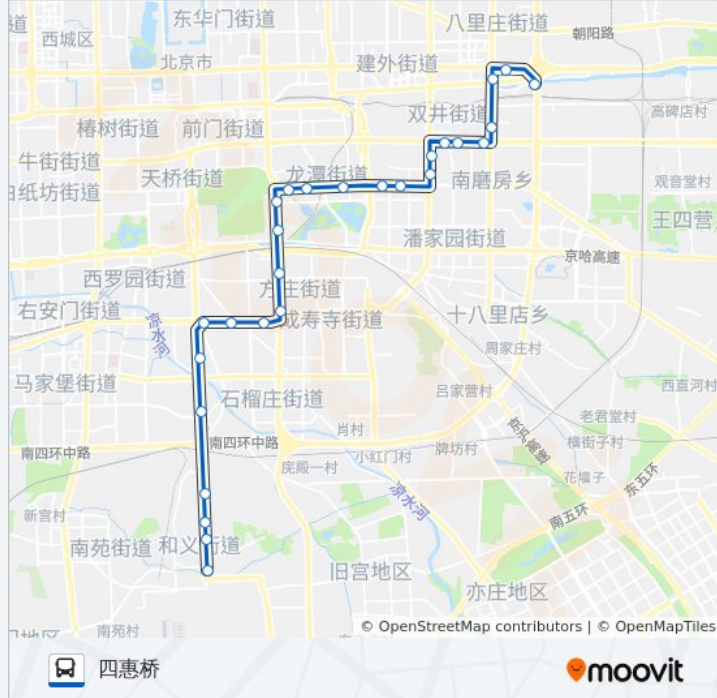 街道
东华门街道
八里庄街道
西城区
朝阳路
北京市
建外街道
双井街道
高碑店村
椿树街道
前门街道
牛街街道
天桥街道
龙潭街道
南磨房乡
观音堂村
白纸坊街道
王四营
潘家园街道
京哈高速
西罗园街道
方庄街道
右安门街道
成寿寺街道
十八里店乡
凉水河
周家庄村
马家堡街道
石榴庄街道
吕家营村
西直河村
老君堂村
肖村
京沪高速
横街子村
南四环中路
南四环中路
小红门村
牌坊村
庑殿一村
花墙子
东五环
凉水河
新宫村
南五环
南苑街道
和义街道
旧宫地区
亦庄地区
南苑村
门地区
© OpenStreetMap contributors | © OpenMapTiles
四惠桥
moovit